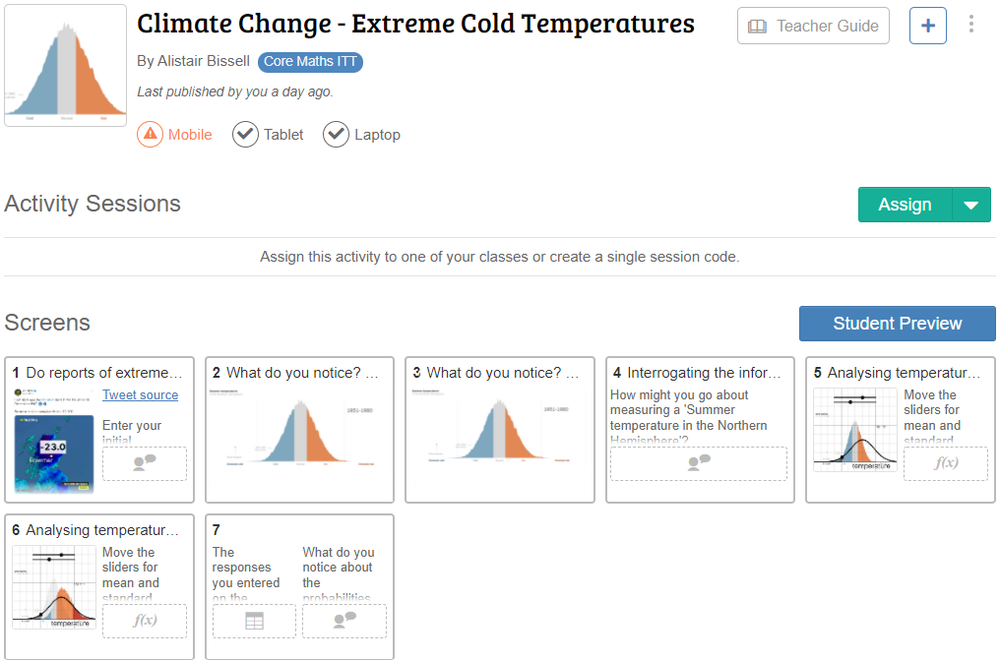 Climate Change - Extreme Cold Temperatures
Teacher Guide
+
By Alistair Bissell
Core Maths ITT
Last published by you a day ago.
Mobile
Tablet
Laptop
Activity Sessions
Assign
Assign this activity to one of your classes or create a single session code.
Screens
Student Preview
1 Do reports of extreme...
Tweet source
Enter your
initial
-23.0
Braemar
2 What do you notice? ...
1951-1980
3 What do you notice? ...
1951-1980
4 Interrogating the infor...
How might you go about
measuring a 'Summer
temperature in the Northern
Hemisphere'?
5 Analysing temperatur...
Move the
sliders for
mean and
standard
temperature
f(x)
6 Analysing temperatur...
Move the
sliders for
mean and
standard
temperature
f(x)
7
The
responses
you entered
on the
What do you
notice about
the
probabilities